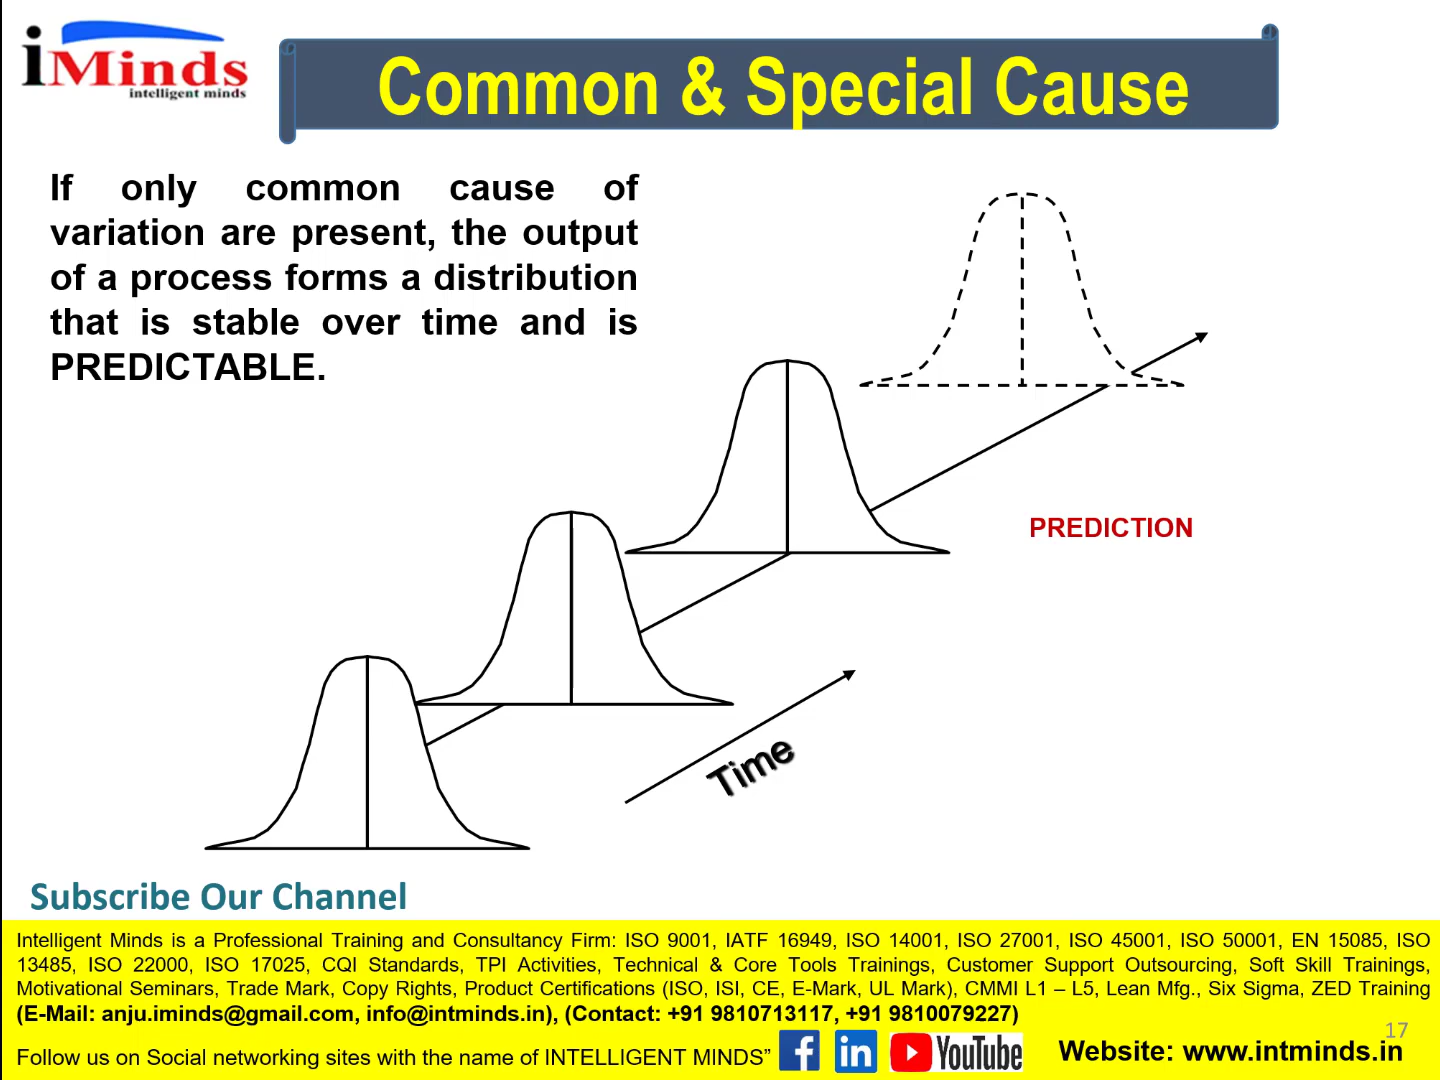 iMinds
intelligent minds
Common & Special Cause
If only common cause of
variation are present, the output
of a process forms a distribution
that is stable over time and is
PREDICTABLE.
PREDICTION
Time
Subscribe Our Channel
Intelligent Minds is a Professional Training and Consultancy Firm: ISO 9001, IATF 16949, ISO 14001, ISO 27001, ISO 45001, ISO 50001, EN 15085, ISO
13485, ISO 22000, ISO 17025, CQI Standards, TPI Activities, Technical & Core Tools Trainings, Customer Support Outsourcing, Soft Skill Trainings,
Motivational Seminars, Trade Mark, Copy Rights, Product Certifications (ISO, ISI, CE, E-Mark, UL Mark), CMMI L1 – L5, Lean Mfg., Six Sigma, ZED Training
(E-Mail: anju.iminds@gmail.com, info@intminds.in), (Contact: +91 9810713117, +91 9810079227)
17
Follow us on Social networking sites with the name of INTELLIGENT MINDS” f in YouTube Website: www.intminds.in